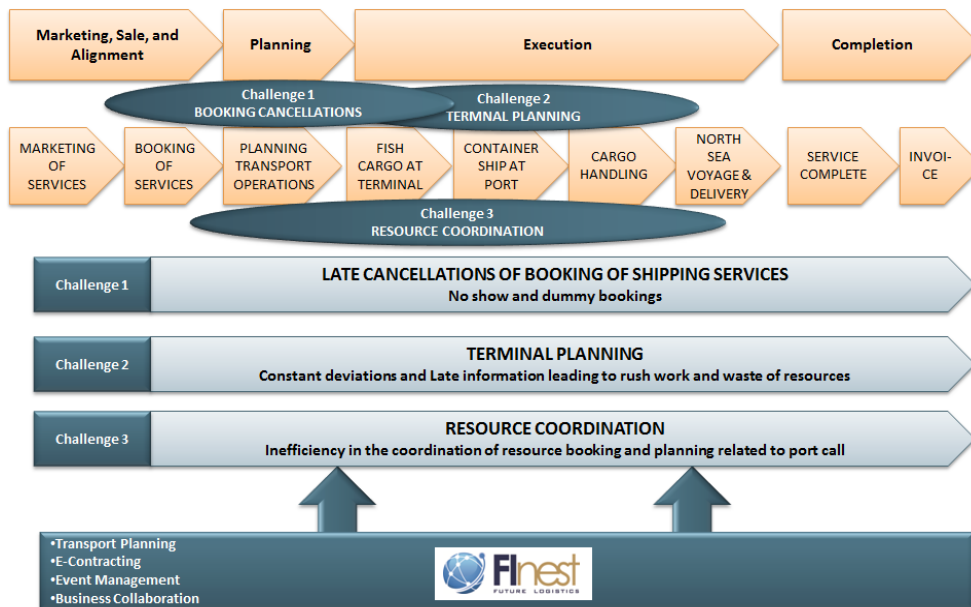 Marketing, Sale, and
Alignment
Planning
Execution
Completion
Challenge 1
BOOKING CANCELLATIONS
Challenge 2
TERMNAL PLANNING
MARKETING
OF
SERVICES
BOOKING
OF
SERVICES
PLANNING
TRANSPORT
OPERATIONS
FISH
CARGO AT
TERMINAL
CONTAINER
SHIP AT
PORT
CARGO
HANDLING
NORTH
SEA
VOYAGE &
DELIVERY
SERVICE
COMPLETE
INVOI-
CE
Challenge 3
RESOURCE COORDINATION
Challenge 1
LATE CANCELLATIONS OF BOOKING OF SHIPPING SERVICES
No show and dummy bookings
Challenge 2
TERMINAL PLANNING
Constant deviations and Late information leading to rush work and waste of resources
Challenge 3
RESOURCE COORDINATION
Inefficiency in the coordination of resource booking and planning related to port call
•Transport Planning
•E-Contracting
•Event Management
•Business Collaboration
FInest
FUTURE LOGISTICS